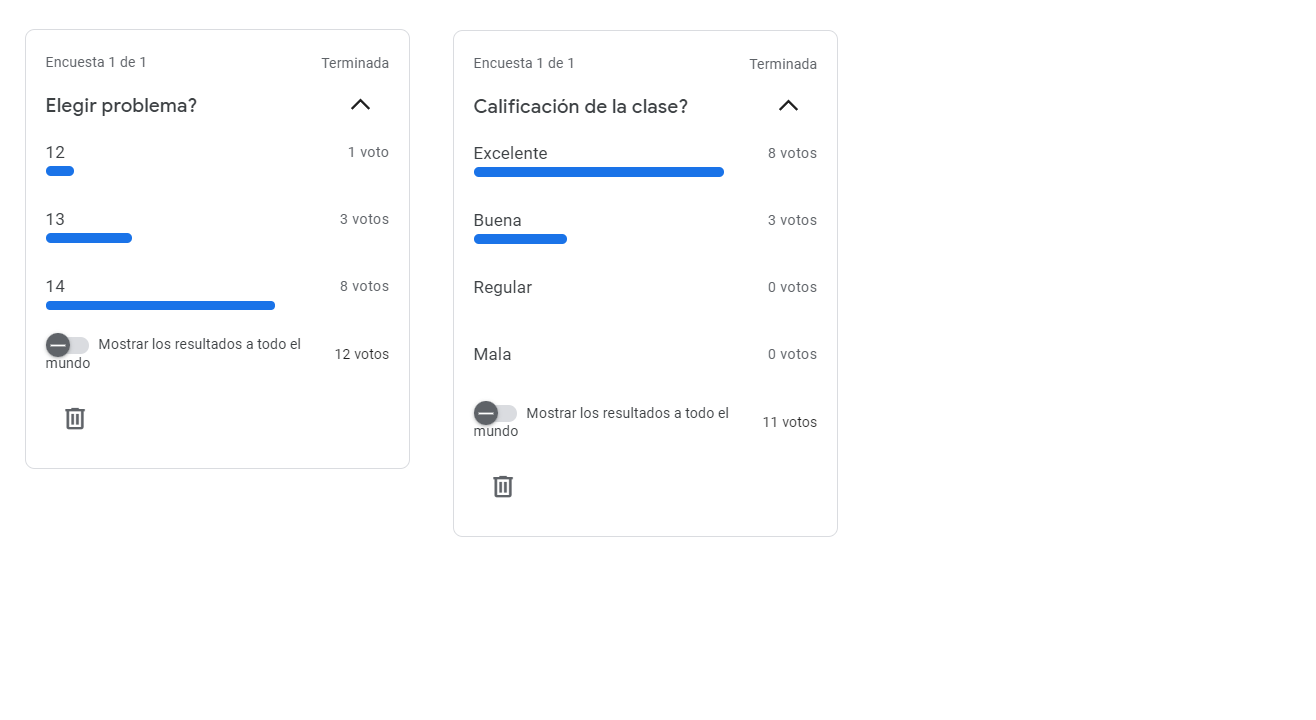 Encuesta 1 de 1
Terminada
Elegir problema?
12
1 voto
13
3 votos
14
8 votos
Mostrar los resultados a todo el
mundo
12 votos
Encuesta 1 de 1
Terminada
Calificación de la clase?
Excelente
8 votos
Buena
3 votos
Regular
0 votos
Mala
0 votos
Mostrar los resultados a todo el
mundo
11 votos